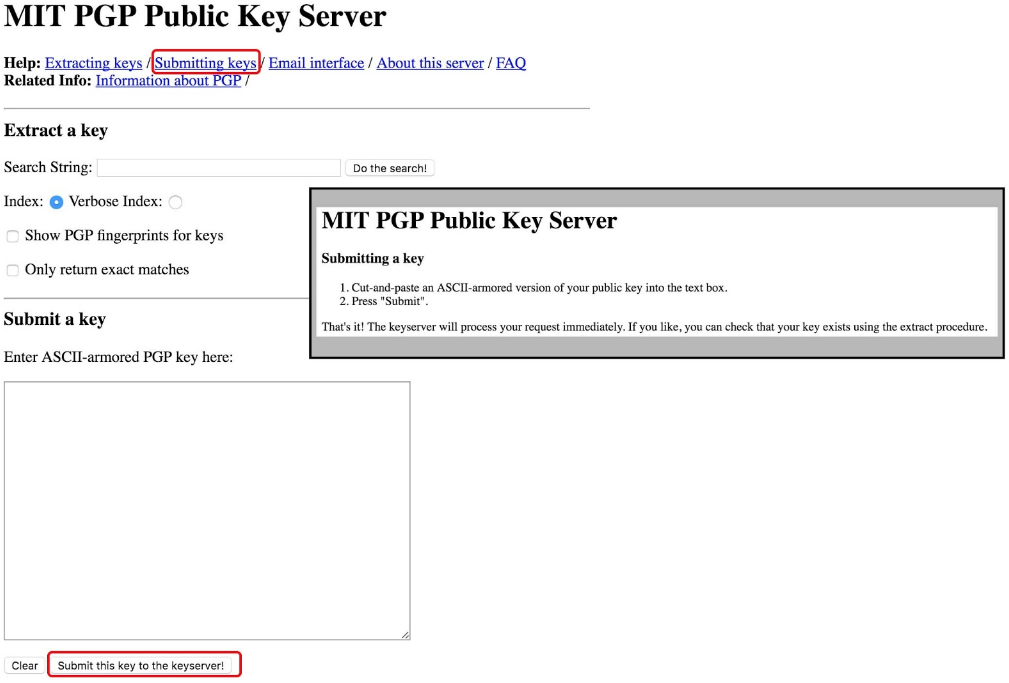 MIT PGP Public Key Server
Help: Extracting keys / Submitting keys / Email interface / About this server / FAQ
Related Info: Information about PGP /
Extract a key
Search String: Do the search!
Index: Verbose Index:
Show PGP fingerprints for keys
Only return exact matches
Submit a key
Enter ASCII-armored PGP key here:
Clear Submit this key to the keyserver!
MIT PGP Public Key Server
Submitting a key
1. Cut-and-paste an ASCII-armored version of your public key into the text box.
2. Press "Submit".
That's it! The keyserver will process your request immediately. If you like, you can check that your key exists using the extract procedure.